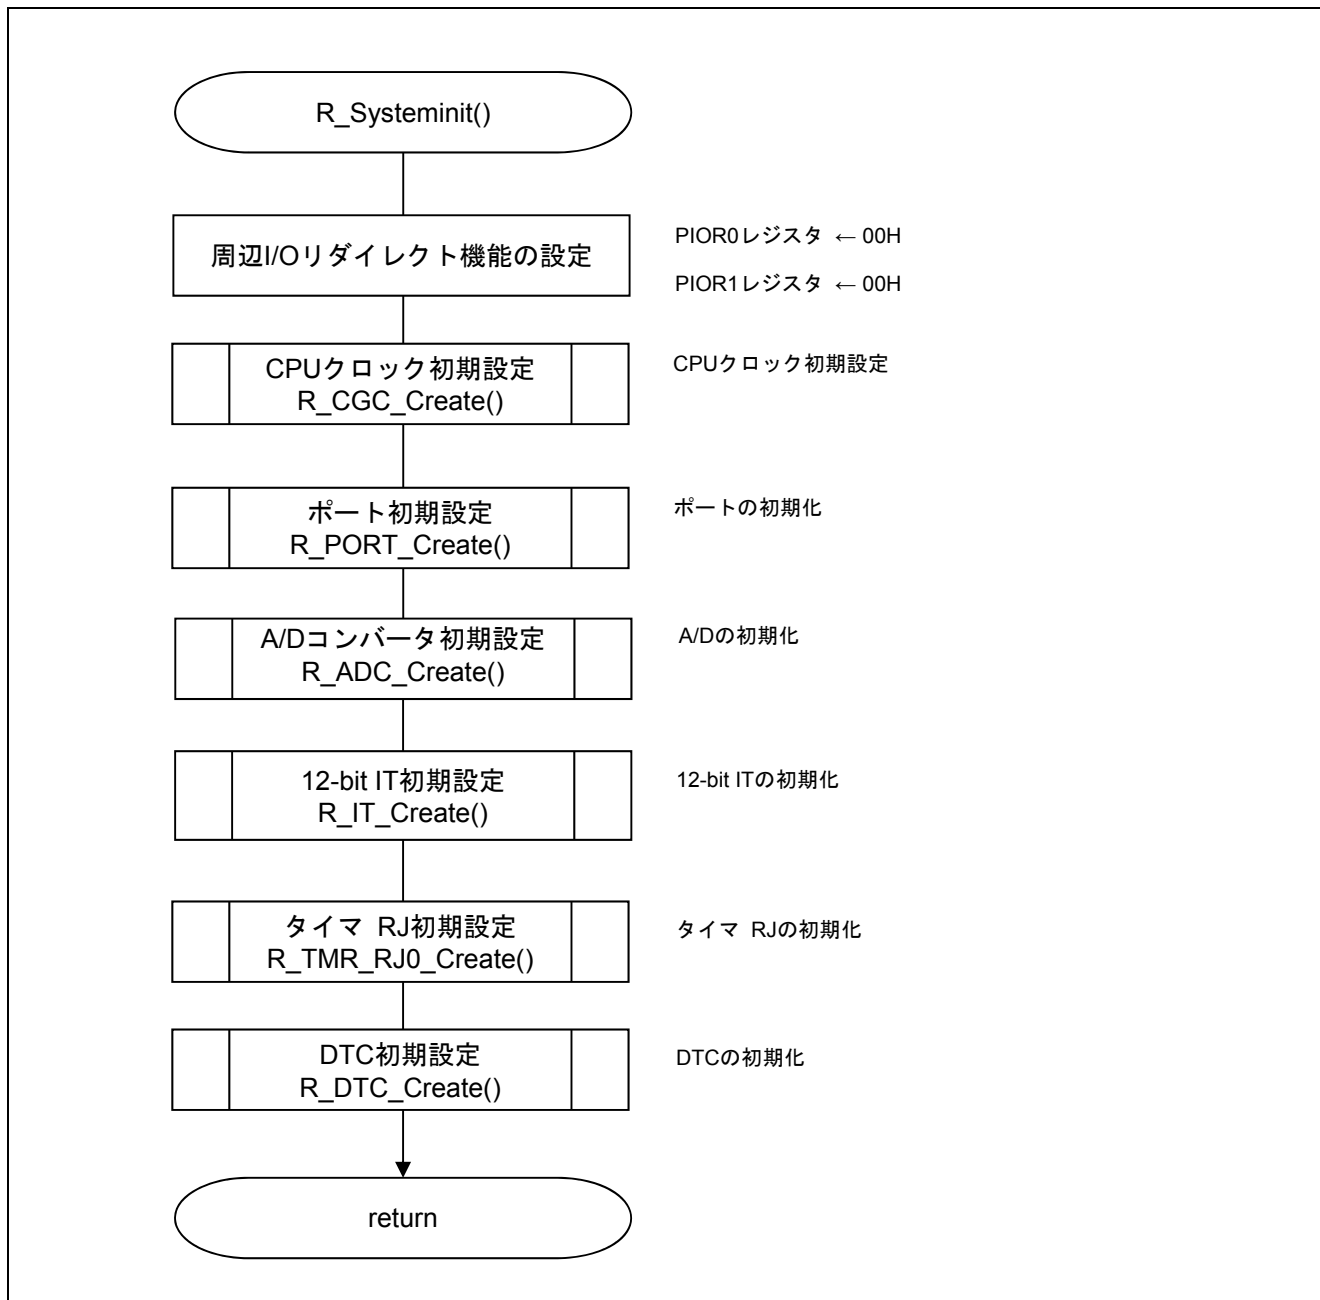 R_Systeminit()
周辺I/Oリダイレクト機能の設定
PIOR0レジスタ ← 00H
PIOR1レジスタ ← 00H
CPUクロック初期設定
R_CGC_Create()
CPUクロック初期設定
ポート初期設定
R_PORT_Create()
ポートの初期化
A/Dコンバータ初期設定
R_ADC_Create()
A/Dの初期化
12-bit IT初期設定
R_IT_Create()
12-bit ITの初期化
タイマ RJ初期設定
R_TMR_RJ0_Create()
タイマ RJの初期化
DTC初期設定
R_DTC_Create()
DTCの初期化
return